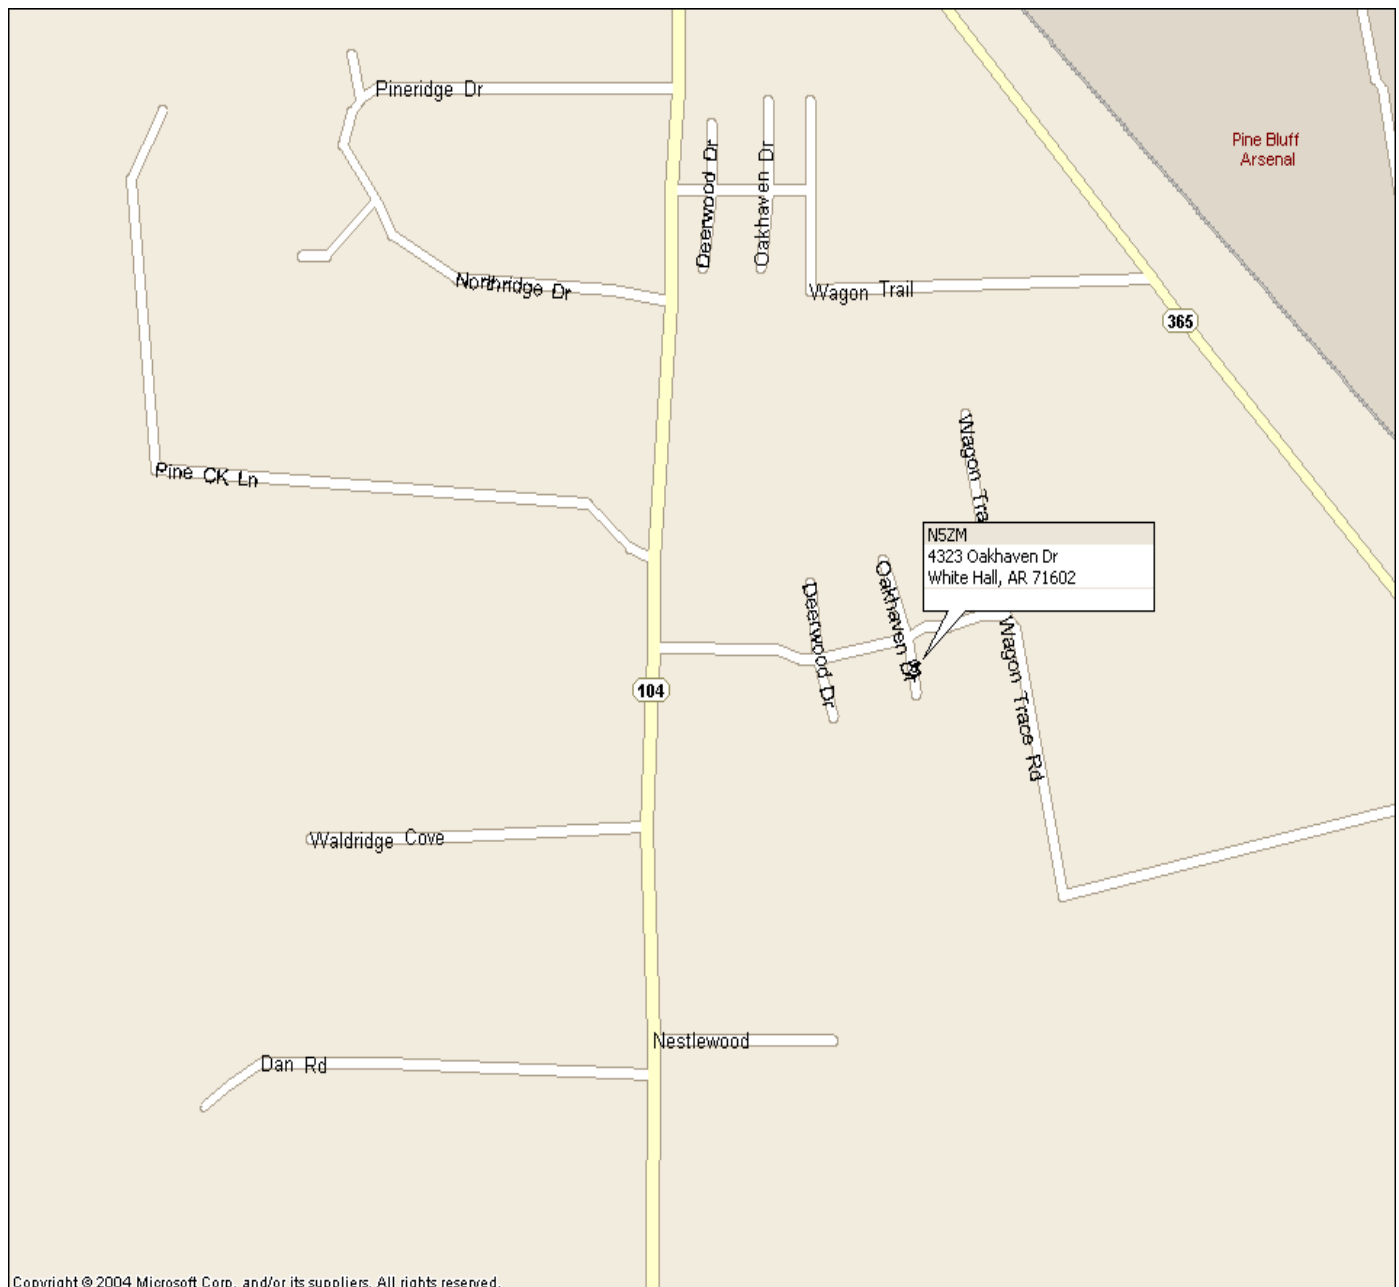 Pineridge Dr
Deerwood Dr
Oakhaven Dr
Pine Bluff
Arsenal
Northridge Dr
Wagon Trail
365
Pine CK Ln
Wagon Tra
N5ZM
4323 Oakhaven Dr
White Hall, AR 71602
Oakhaven Dr
Deerwood Dr
Wagon Trace Rd
104
Waldridge Cove
Nestlewood
Dan Rd
Copyright © 2004 Microsoft Corp. and/or its suppliers. All rights reserved.